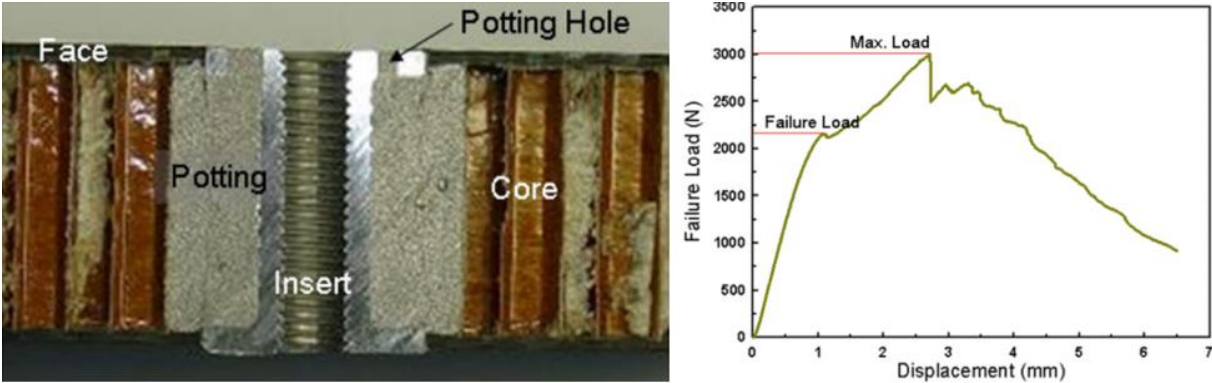 Potting Hole
Face
Potting
Core
Insert
3500
3000
2500
2000
1500
1000
500
0
Max. Load
Failure Load
Failure Load (N)
0 1 2 3 4 5 6 7
Displacement (mm)